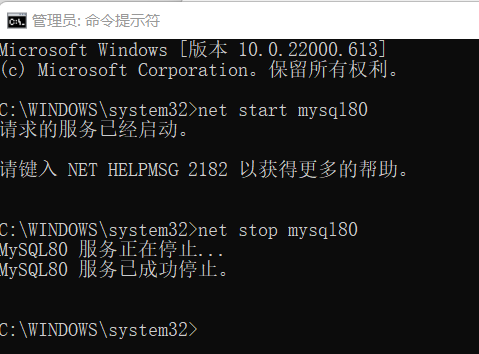 管理员: 命令提示符
Microsoft Windows [版本 10.0.22000.613]
(c) Microsoft Corporation。保留所有权利。
C:\WINDOWS\system32>net start mysql80
请求的服务已经启动。
请键入 NET HELPMSG 2182 以获得更多的帮助。
C:\WINDOWS\system32>net stop mysql80
MySQL80 服务正在停止...
MySQL80 服务已成功停止。
C:\WINDOWS\system32>